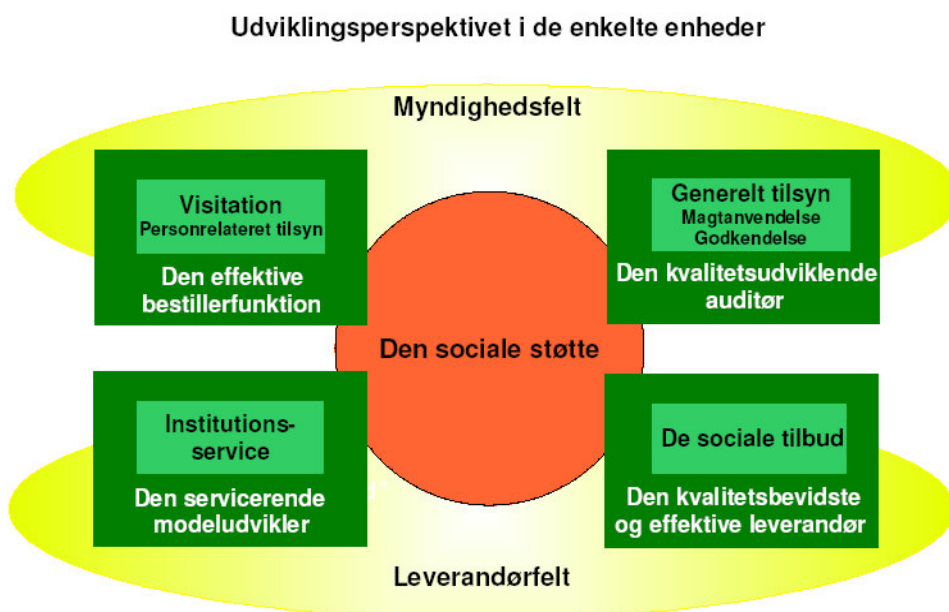 Udviklingsperspektivet i de enkelte enheder
Myndighedsfelt
Visitation
Personrelateret tilsyn
Den effektive
bestillerfunktion
Generelt tilsyn
Magtanvendelse
Godkendelse
Den kvalitetsudviklende
auditør
Den sociale støtte
Institutions-
service
Den servicerende
modeludvikler
De sociale tilbud
Den kvalitetsbevidste
og effektive leverandør
Leverandørfelt